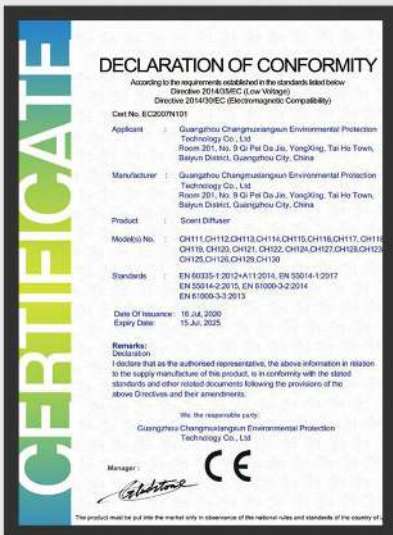 CERTIFICATE
DECLARATION OF CONFORMITY
According to the requirements established in the standards listed below
Directive 2014/35/EC (Low Voltage)
Directive 2014/30/EC (Electromagnetic Compatibility)
Cert No. EC2007N101
Applicant : Guangzhou Changmuxiangxun Environmental Protection
Technology Co., Ltd
Room 201, No. 9 Qi Pei Da Jie, YongXing, Tai Ho Town,
Baiyun District, Guangzhou City, China
Manufacturer : Guangzhou Changmuxiangxun Environmental Protection
Technology Co., Ltd
Room 201, No. 9 Qi Pei Da Jie, YongXing, Tai Ho Town,
Baiyun District, Guangzhou City, China
Product : Scent Diffuser
Model(s) No. : CH111,CH112,CH113,CH114,CH115,CH116,CH117, CH118
CH119, CH120, CH121, CH122, CH124,CH127,CH128,CH123
CH125,CH126,CH129,CH130
Standards : EN 60335-1:2012+A11:2014, EN 55014-1:2017
EN 55014-2:2015, EN 61000-3-2:2014
EN 61000-3-3:2013
Date Of Issuance : 16 Jul, 2020
Expiry Date: 15 Jul, 2025
Remarks:
Declaration
I declare that as the authorised representative, the above information in relation
to the supply manufacture of this product, is in conformity with the stated
standards and other related documents following the provisions of the
above Directives and their amendments.
We, the responsible party:
Guangzhou Changmuxiangxun Environmental Protection
Technology Co., Ltd
Manager :
CE
The product must be put into the market only in observance of the national rules and standards of the country of